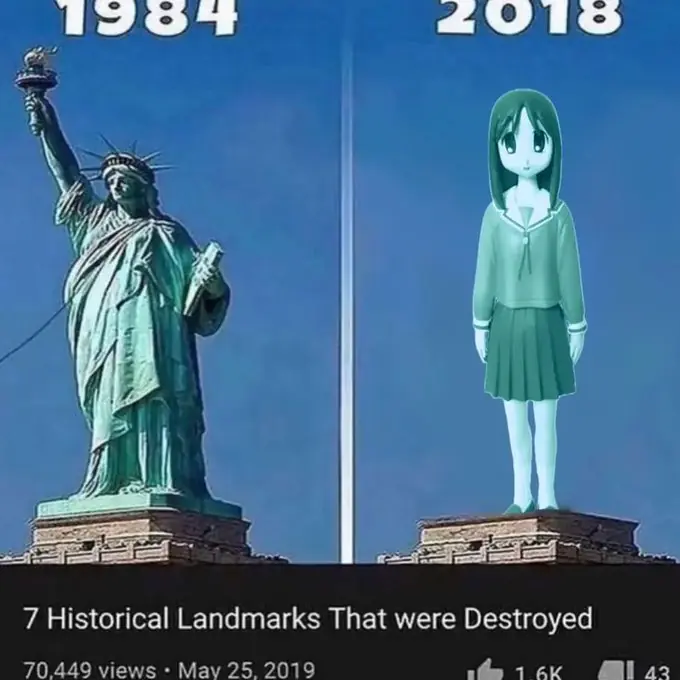 1984
2018
7 Historical Landmarks That were Destroyed
70,449 views • May 25, 2019
1.6K
43